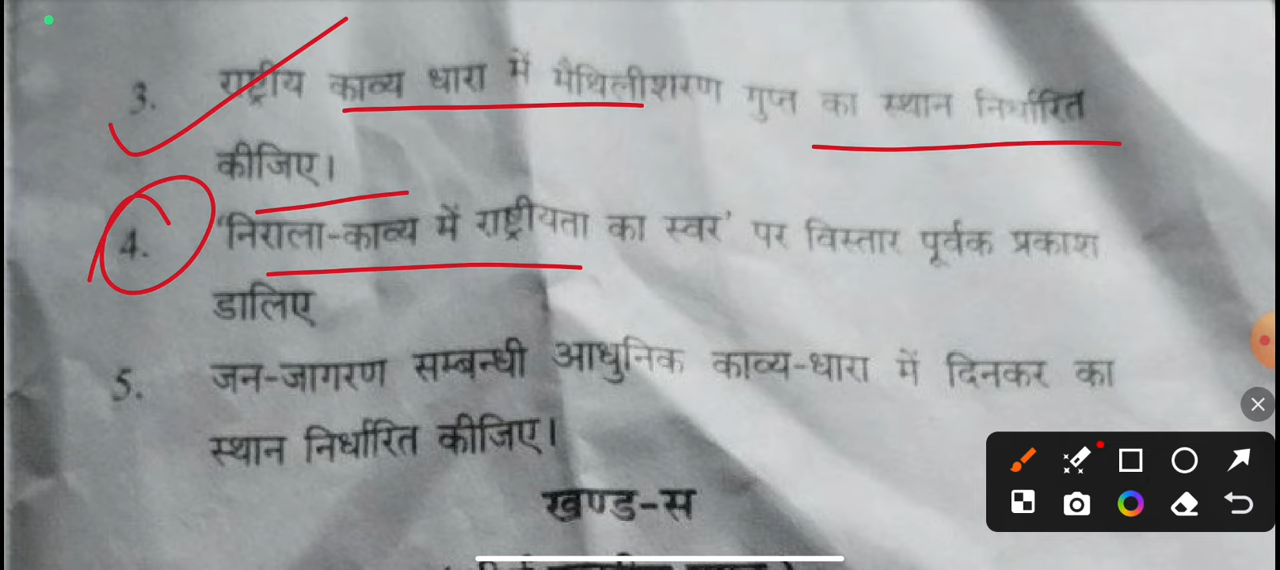 3. राष्ट्रीय काव्य धारा में मैथिलीशरण गुप्त का स्थान निर्धारित
कीजिए।
4. 'निराला-काव्य में राष्ट्रीयता का स्वर' पर विस्तार पूर्वक प्रकाश
डालिए
5. जन-जागरण सम्बन्धी आधुनिक काव्य-धारा में दिनकर का
स्थान निर्धारित कीजिए।
खण्ड-स